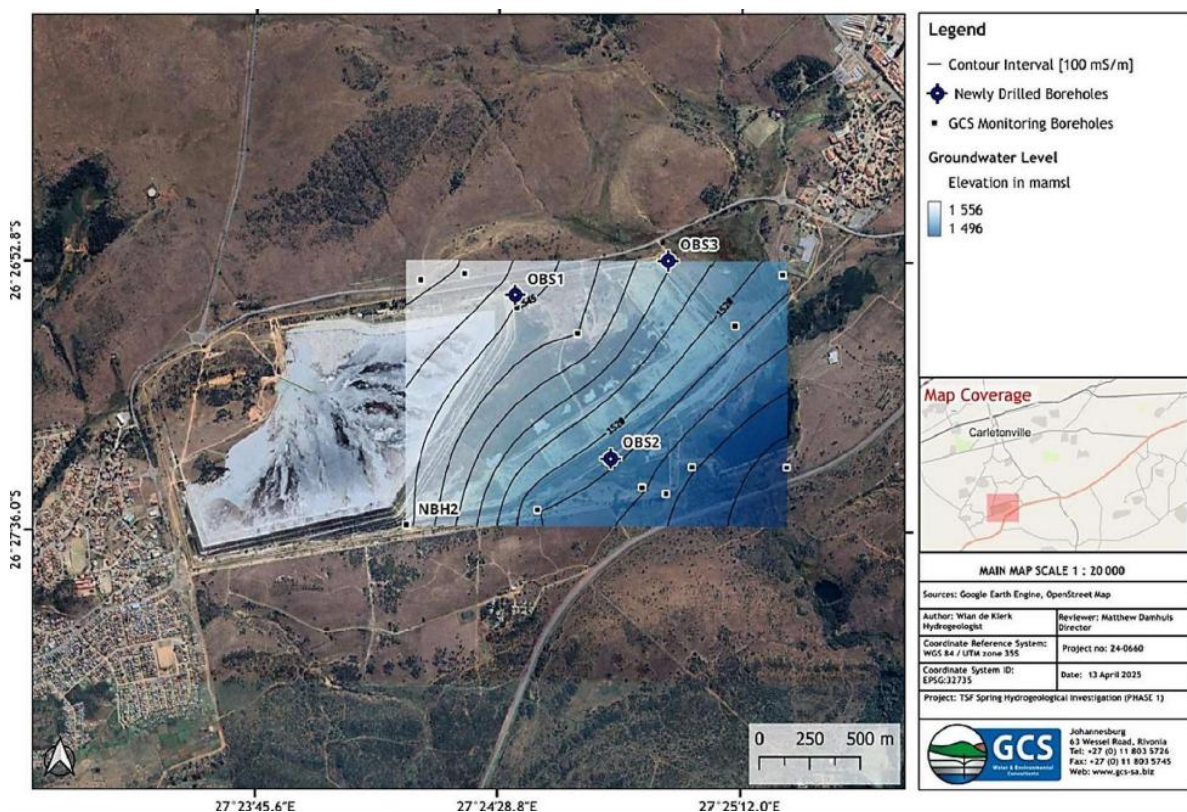 Legend
Contour Interval [100 mS/m]
Newly Drilled Boreholes
GCS Monitoring Boreholes
Groundwater Level
Elevation in mamsl
1 556
1 496
26°26'52.8"S
26°27'36.0"S
OBS3
OBS1
1545
1520
1520
OBS2
NBH2
0 250 500 m
27°23'45.6"E
27°24'28.8"E
27°25'12.0"E
Map Coverage
Carletonville
MAIN MAP SCALE 1 : 20 000
Sources: Google Earth Engine, OpenStreet Map
Author: Wian de Klerk
Hydrogeologist
Reviewer: Matthew Damhuis
Director
Coordinate Reference System:
WGS 84 / UTM zone 35S
Project no: 24-0660
Coordinate System ID:
EPSG:32735
Date: 13 April 2025
Project: TSF Spring Hydrogeological Investigation (PHASE 1)
GCS
Water & Environmental
Consultants
Johannesburg
63 Wessel Road, Rivonia
Tel: +27 (0) 11 803 5726
Fax: +27 (0) 11 803 5745
Web: www.gcs-sa.biz